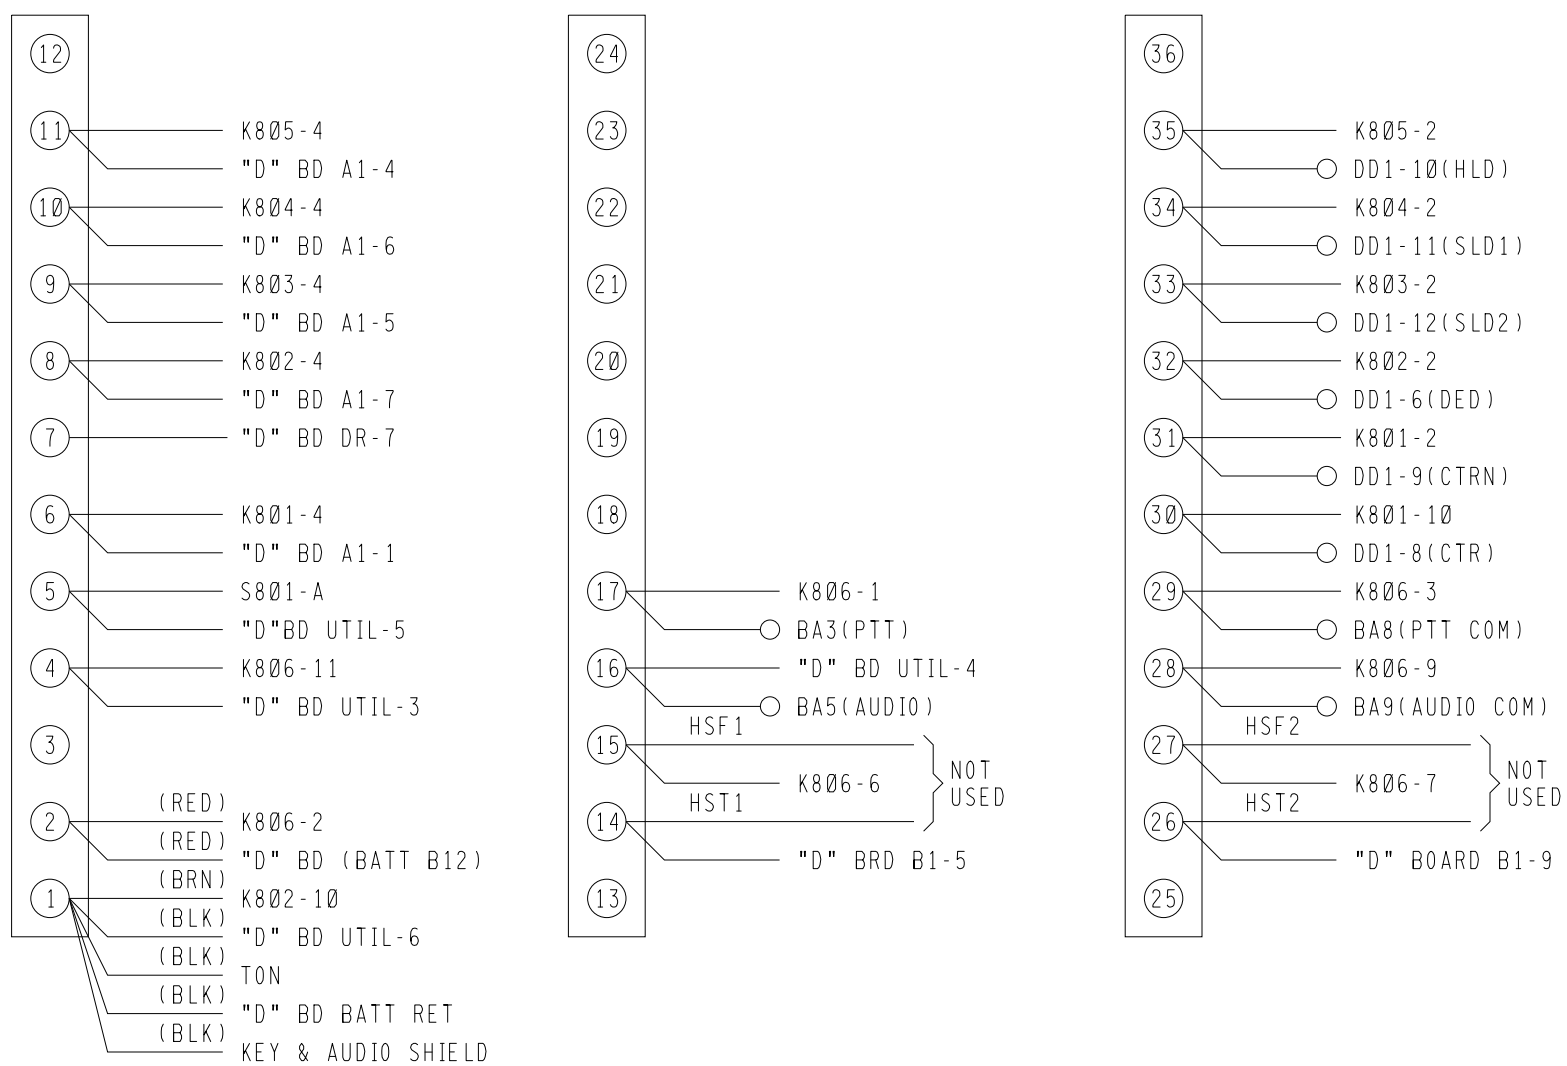 12
11
K8Ø5-4
"D" BD A1-4
10
K8Ø4-4
"D" BD A1-6
9
K8Ø3-4
"D" BD A1-5
8
K8Ø2-4
"D" BD A1-7
7
"D" BD DR-7
6
K8Ø1-4
"D" BD A1-1
5
S8Ø1-A
"D"BD UTIL-5
4
K8Ø6-11
"D" BD UTIL-3
3
(RED)
2
K8Ø6-2
(RED)
"D" BD (BATT B12)
(BRN)
1
K8Ø2-1Ø
(BLK)
"D" BD UTIL-6
(BLK)
TON
(BLK)
"D" BD BATT RET
(BLK)
KEY & AUDIO SHIELD
24
23
22
21
2Ø
19
18
17
K8Ø6-1
BA3(PTT)
16
"D" BD UTIL-4
BA5(AUDIO)
HSF1
15
K8Ø6-6
NOT
USED
HST1
14
"D" BRD B1-5
13
36
35
K8Ø5-2
DD1-1Ø(HLD)
34
K8Ø4-2
DD1-11(SLD1)
33
K8Ø3-2
DD1-12(SLD2)
32
K8Ø2-2
DD1-6(DED)
31
K8Ø1-2
DD1-9(CTRN)
3Ø
K8Ø1-1Ø
DD1-8(CTR)
29
K8Ø6-3
BA8(PTT COM)
28
K8Ø6-9
BA9(AUDIO COM)
HSF2
27
K8Ø6-7
NOT
USED
HST2
26
"D" BOARD B1-9
25